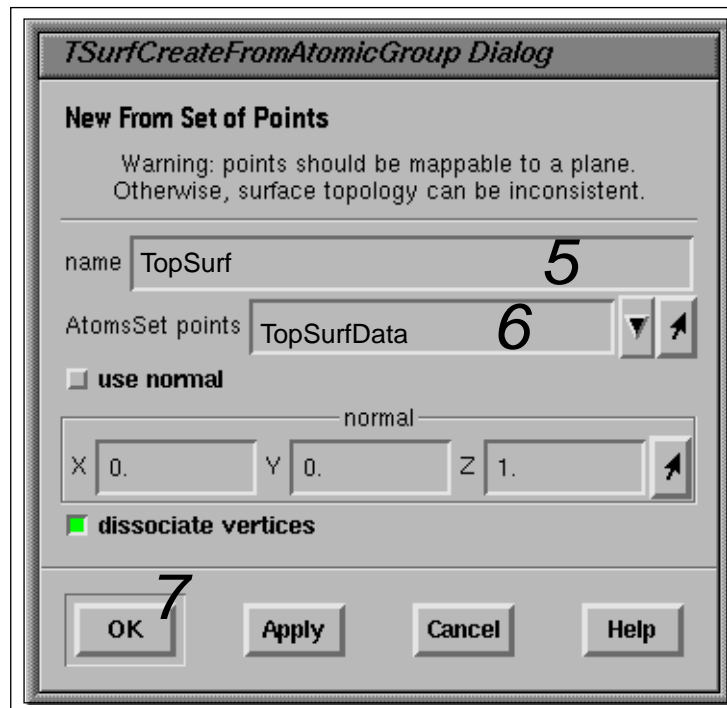 TSurfCreateFromAtomicGroup Dialog
New From Set of Points
Warning: points should be mappable to a plane.
Otherwise, surface topology can be inconsistent.
name TopSurf 5
AtomsSet points TopSurfData 6
use normal
normal
X 0. Y 0. Z 1.
dissociate vertices
7
OK Apply Cancel Help